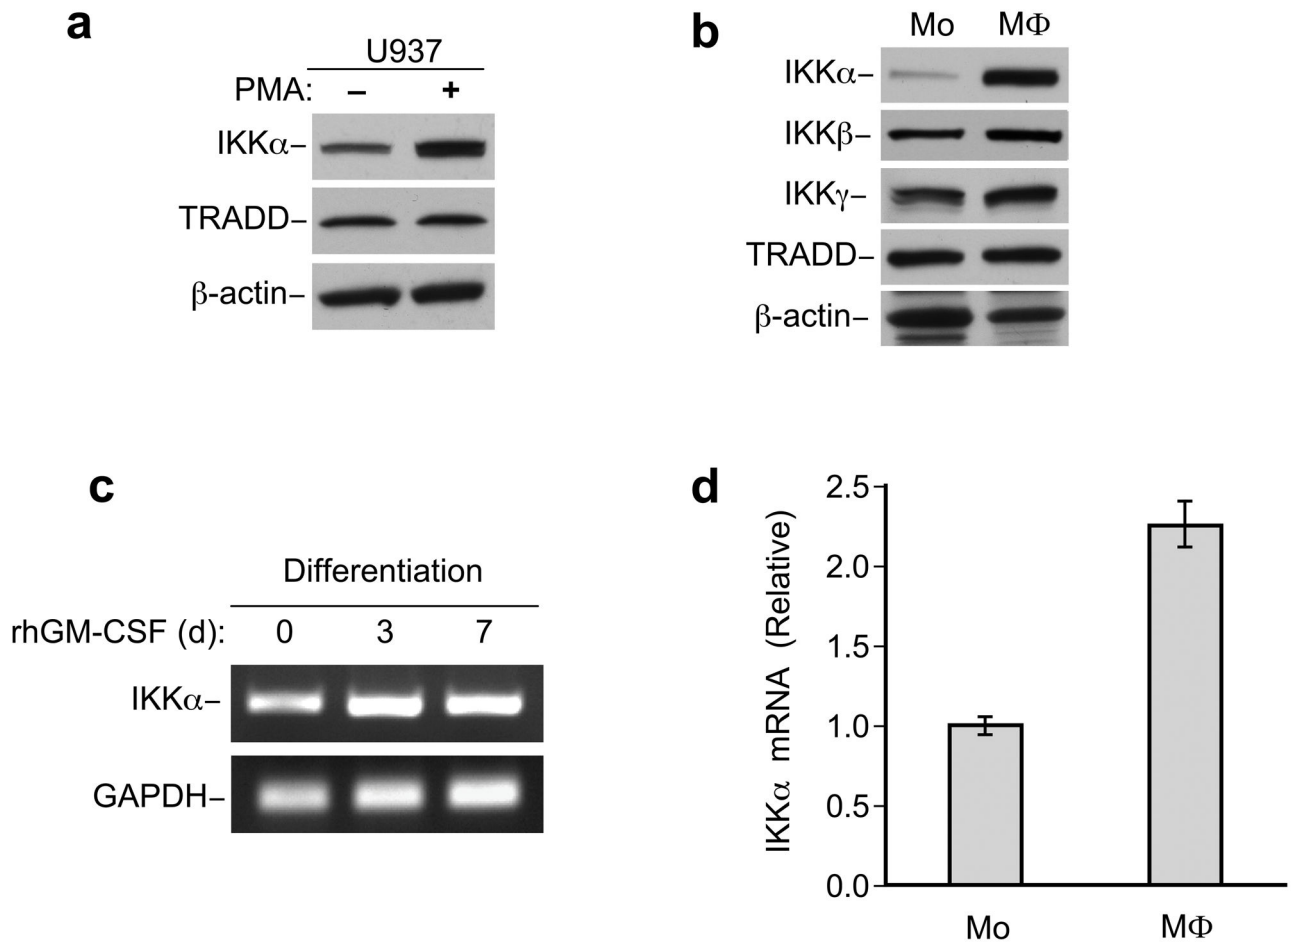 a
U937
PMA: – +
IKKα–
TRADD–
β-actin–
b
Mo MΦ
IKKα–
IKKβ–
IKKγ–
TRADD–
β-actin–
c
Differentiation
rhGM-CSF (d): 0 3 7
IKKα–
GAPDH–
d
IKKα mRNA (Relative)
2.5
2.0
1.5
1.0
0.5
0.0
Mo MΦ